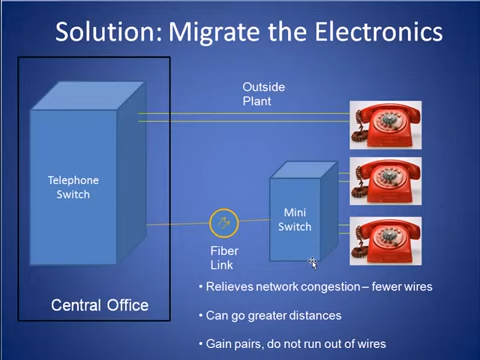 Solution: Migrate the Electronics
Outside
Plant
Telephone
Switch
Mini
Switch
Fiber
Link
Central Office
• Relieves network congestion – fewer wires
• Can go greater distances
• Gain pairs, do not run out of wires